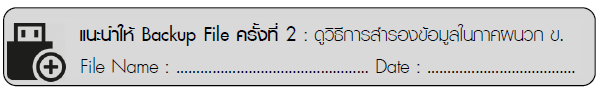 แนะนำให้ Backup File ครั้งที่ 2 : ดูวิธีการสำรองข้อมูลในภาคผนวก ข.
File Name : ................................................ Date : .....................................